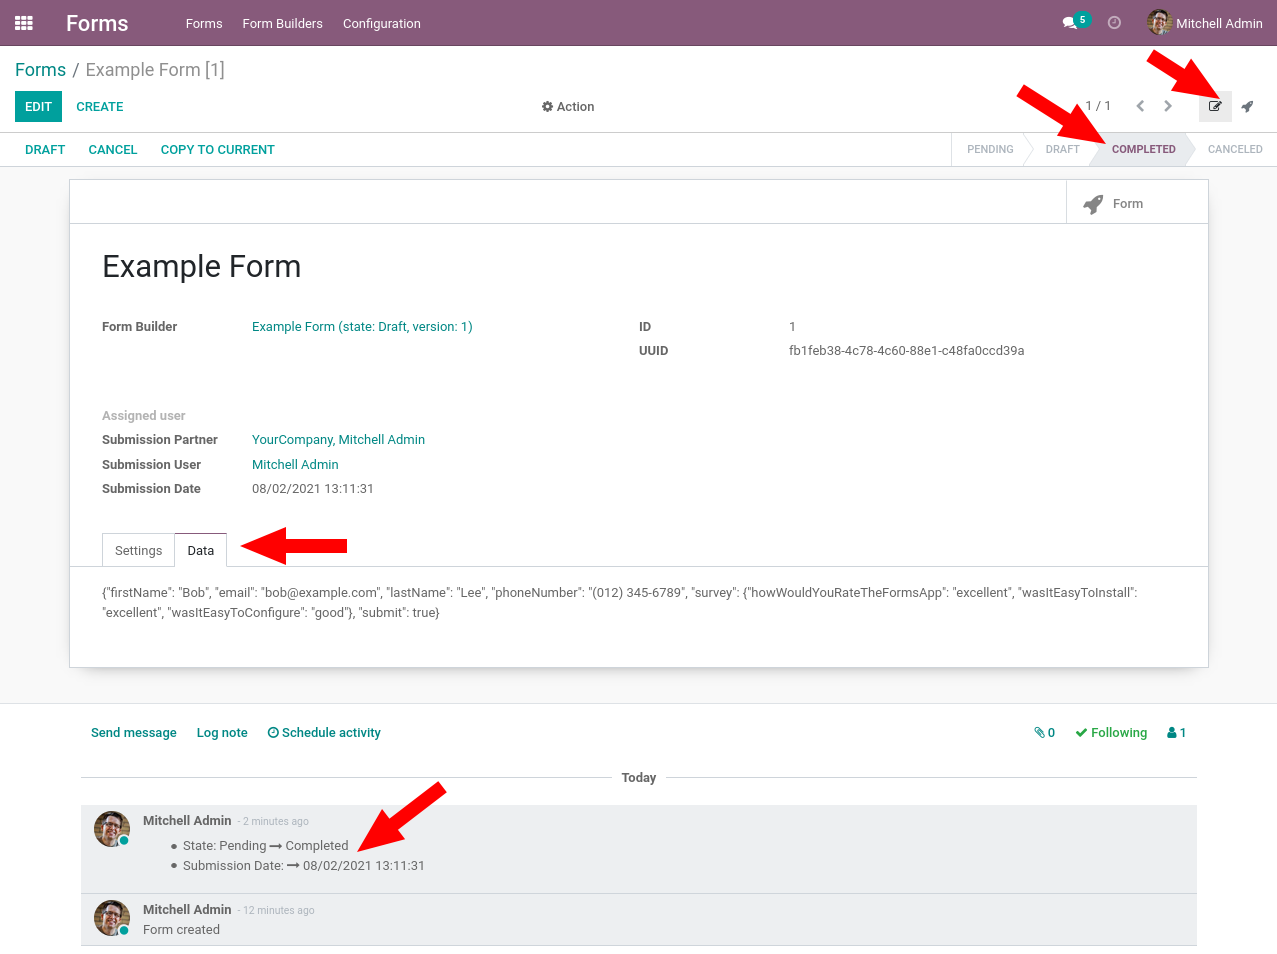 Forms Forms Form Builders Configuration 5 Mitchell Admin
Forms / Example Form [1]
EDIT CREATE Action 1 / 1
DRAFT CANCEL COPY TO CURRENT PENDING DRAFT COMPLETED CANCELED
Form
Example Form
Form Builder Example Form (state: Draft, version: 1) ID 1
UUID fb1feb38-4c78-4c60-88e1-c48fa0ccd39a
Assigned user
Submission Partner YourCompany, Mitchell Admin
Submission User Mitchell Admin
Submission Date 08/02/2021 13:11:31
Settings Data
{"firstName": "Bob", "email": "bob@example.com", "lastName": "Lee", "phoneNumber": "(012) 345-6789", "survey": {"howWouldYouRateTheFormsApp": "excellent", "wasItEasyToInstall":
"excellent", "wasItEasyToConfigure": "good"}, "submit": true}
Send message Log note Schedule activity 0 Following 1
Today
Mitchell Admin - 2 minutes ago
• State: Pending → Completed
• Submission Date: → 08/02/2021 13:11:31
Mitchell Admin - 12 minutes ago
Form created